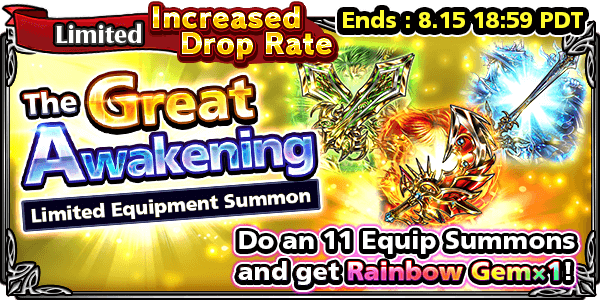 Limited
Increased
Drop Rate
Ends : 8.15 18:59 PDT
The Great
Awakening
Limited Equipment Summon
Do an 11 Equip Summons
and get Rainbow Gem×1!